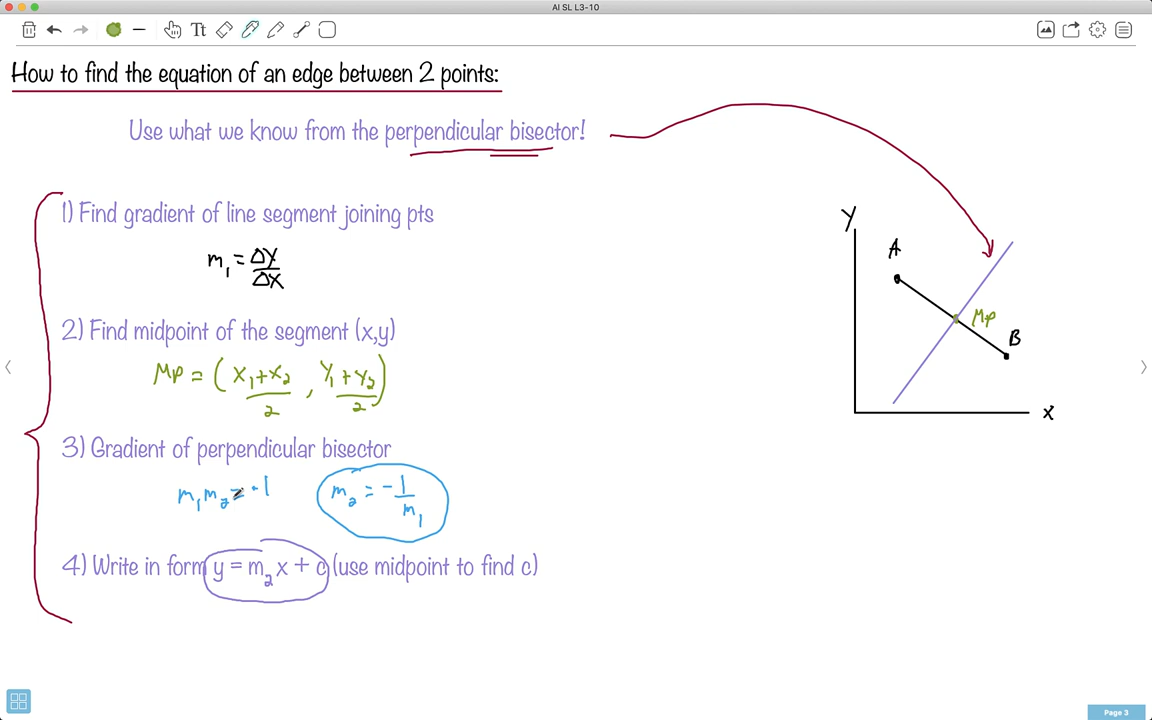 AI SL L3-10
Tt
How to find the equation of an edge between 2 points:
Use what we know from the perpendicular bisector!
1) Find gradient of line segment joining pts
m₁ = ΔY/ΔX
2) Find midpoint of the segment (x,y)
MP = (X₁+X₂/2, Y₁+Y₂/2)
3) Gradient of perpendicular bisector
m₁m₂ = -1
m₂ = -1/m₁
4) Write in form y = m₂x + c (use midpoint to find c)
Y
A
MP
B
X
Page 3